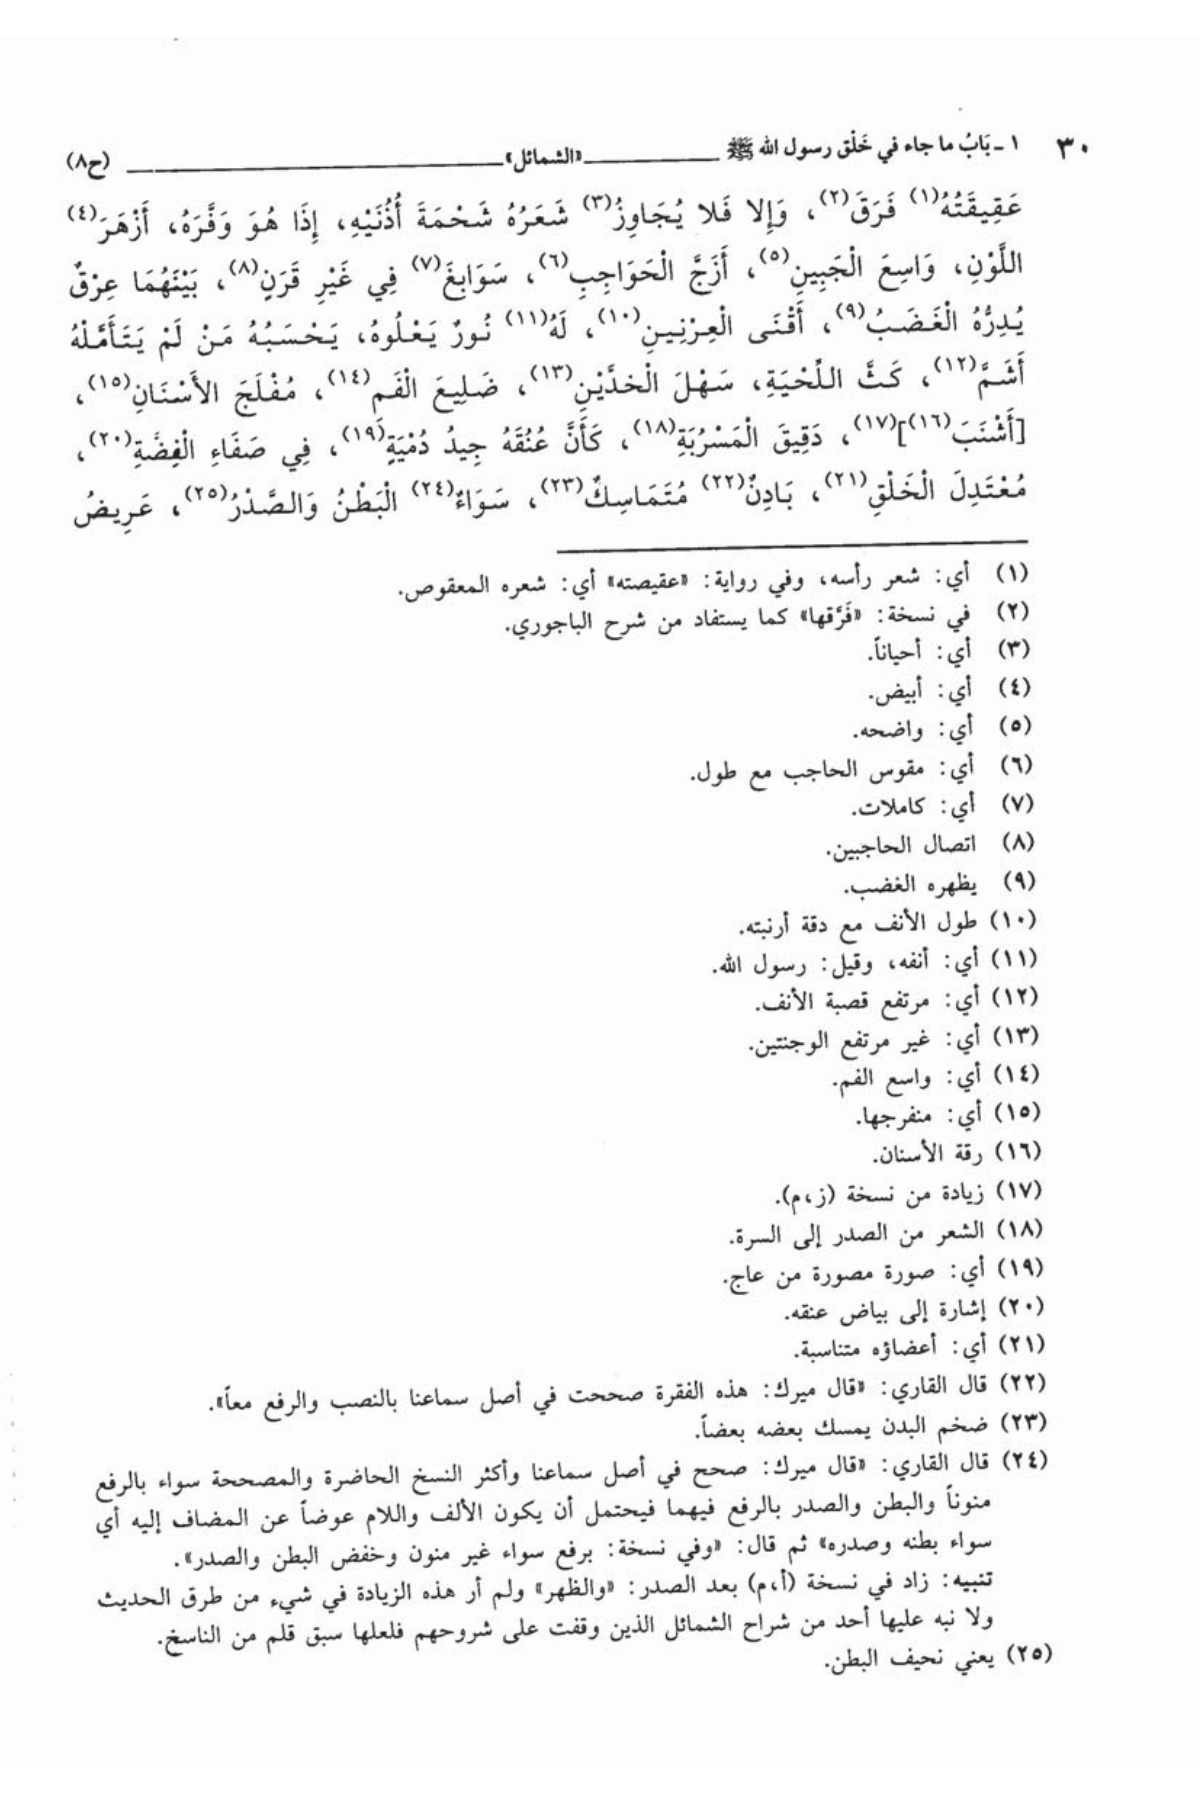 ٣٠ ١ ـ بَابُ ما جاء في خَلْق رسول الله ﷺ ــــــ «الشمائل» ــــــ (ح٨)
عَقِيقَتُهُ(١) فَرَقَ(٢)، وَإِلا فَلا يُجَاوِزُ(٣) شَعَرُهُ شَحْمَةَ أُذُنَيْهِ، إِذَا هُوَ وَفَّرَهُ، أَزْهَرَ(٤)
اللَّوْنِ، وَاسِعَ الْجَبِينِ(٥)، أَزَجَّ الْحَوَاجِبِ(٦)، سَوَابِغَ(٧) فِي غَيْرِ قَرَنٍ(٨)، بَيْنَهُمَا عِرْقٌ
يُدِرُّهُ الْغَضَبُ(٩)، أَقْنَى الْعِرْنِينِ(١٠)، لَهُ(١١) نُورٌ يَعْلُوهُ، يَحْسَبُهُ مَنْ لَمْ يَتَأَمَّلْهُ
أَشَمَّ(١٢)، كَثَّ اللِّحْيَةِ، سَهْلَ الْخدَّيْنِ(١٣)، ضَلِيعَ الْفَمِ(١٤)، مُفْلَجَ الأَسْنَانِ(١٥)،
[أَشْنَبَ(١٦)](١٧)، دَقِيقَ الْمَسْرُبَةِ(١٨)، كَأَنَّ عُنُقَهُ جِيدُ دُمْيَةٍ(١٩)، فِي صَفَاءِ الْفِضَّةِ(٢٠)،
مُعْتَدِلَ الْخَلْقِ(٢١)، بَادِنٌ(٢٢) مُتَمَاسِكٌ(٢٣)، سَوَاءٌ(٢٤) الْبَطْنُ وَالصَّدْرُ(٢٥)، عَرِيضُ
(١) أي: شعر رأسه، وفي رواية: «عقيصته» أي: شعره المعقوص.
(٢) في نسخة: «فَرَّقها» كما يستفاد من شرح الباجوري.
(٣) أي: أحياناً.
(٤) أي: أبيض.
(٥) أي: واضحه.
(٦) أي: مقوس الحاجب مع طول.
(٧) أي: كاملات.
(٨) اتصال الحاجبين.
(٩) يظهره الغضب.
(١٠) طول الأنف مع دقة أرنبته.
(١١) أي: أنفه، وقيل: رسول الله.
(١٢) أي: مرتفع قصبة الأنف.
(١٣) أي: غير مرتفع الوجنتين.
(١٤) أي: واسع الفم.
(١٥) أي: منفرجها.
(١٦) رقة الأسنان.
(١٧) زيادة من نسخة (ز،م).
(١٨) الشعر من الصدر إلى السرة.
(١٩) أي: صورة مصورة من عاج.
(٢٠) إشارة إلى بياض عنقه.
(٢١) أي: أعضاؤه متناسبة.
(٢٢) قال القاري: «قال ميرك: هذه الفقرة صححت في أصل سماعنا بالنصب والرفع معاً».
(٢٣) ضخم البدن يمسك بعضه بعضاً.
(٢٤) قال القاري: «قال ميرك: صحح في أصل سماعنا وأكثر النسخ الحاضرة والمصححة سواء بالرفع
منوناً والبطن والصدر بالرفع فيهما فيحتمل أن يكون الألف واللام عوضاً عن المضاف إليه أي
سواء بطنه وصدره» ثم قال: «وفي نسخة: برفع سواء غير منون وخفض البطن والصدر».
تنبيه: زاد في نسخة (أ،م) بعد الصدر: «والظهر» ولم أر هذه الزيادة في شيء من طرق الحديث
ولا نبه عليها أحد من شراح الشمائل الذين وقفت على شروحهم فلعلها سبق قلم من الناسخ.
(٢٥) يعني نحيف البطن.